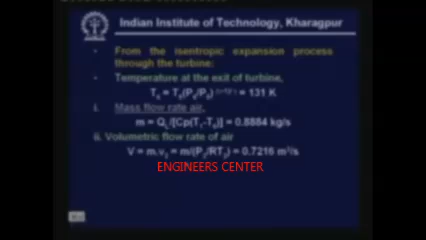 Indian Institute of Technology, Kharagpur
• From the isentropic expansion process
through the turbine:
• Temperature at the exit of turbine,
= 131 K
i. Mass flow rate air,
= 0.8884 kg/s
ii. Volumetric flow rate of air
= 0.7216 m³/s
ENGINEERS CENTER